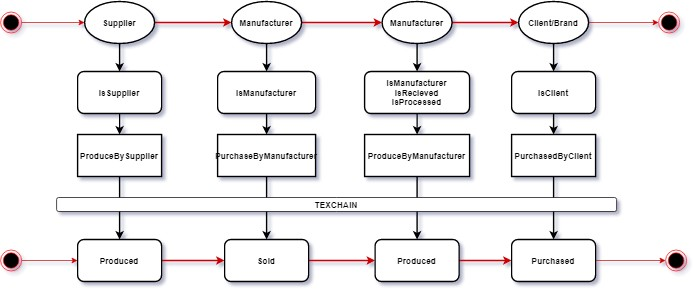 Supplier
Manufacturer
Manufacturer
Client/Brand
IsSupplier
IsManufacturer
IsManufacturer
IsRecieved
IsProcessed
IsClient
ProduceBySupplier
PurchaseByManufacturer
ProduceByManufacturer
PurchasedByClient
TEXCHAIN
Produced
Sold
Produced
Purchased